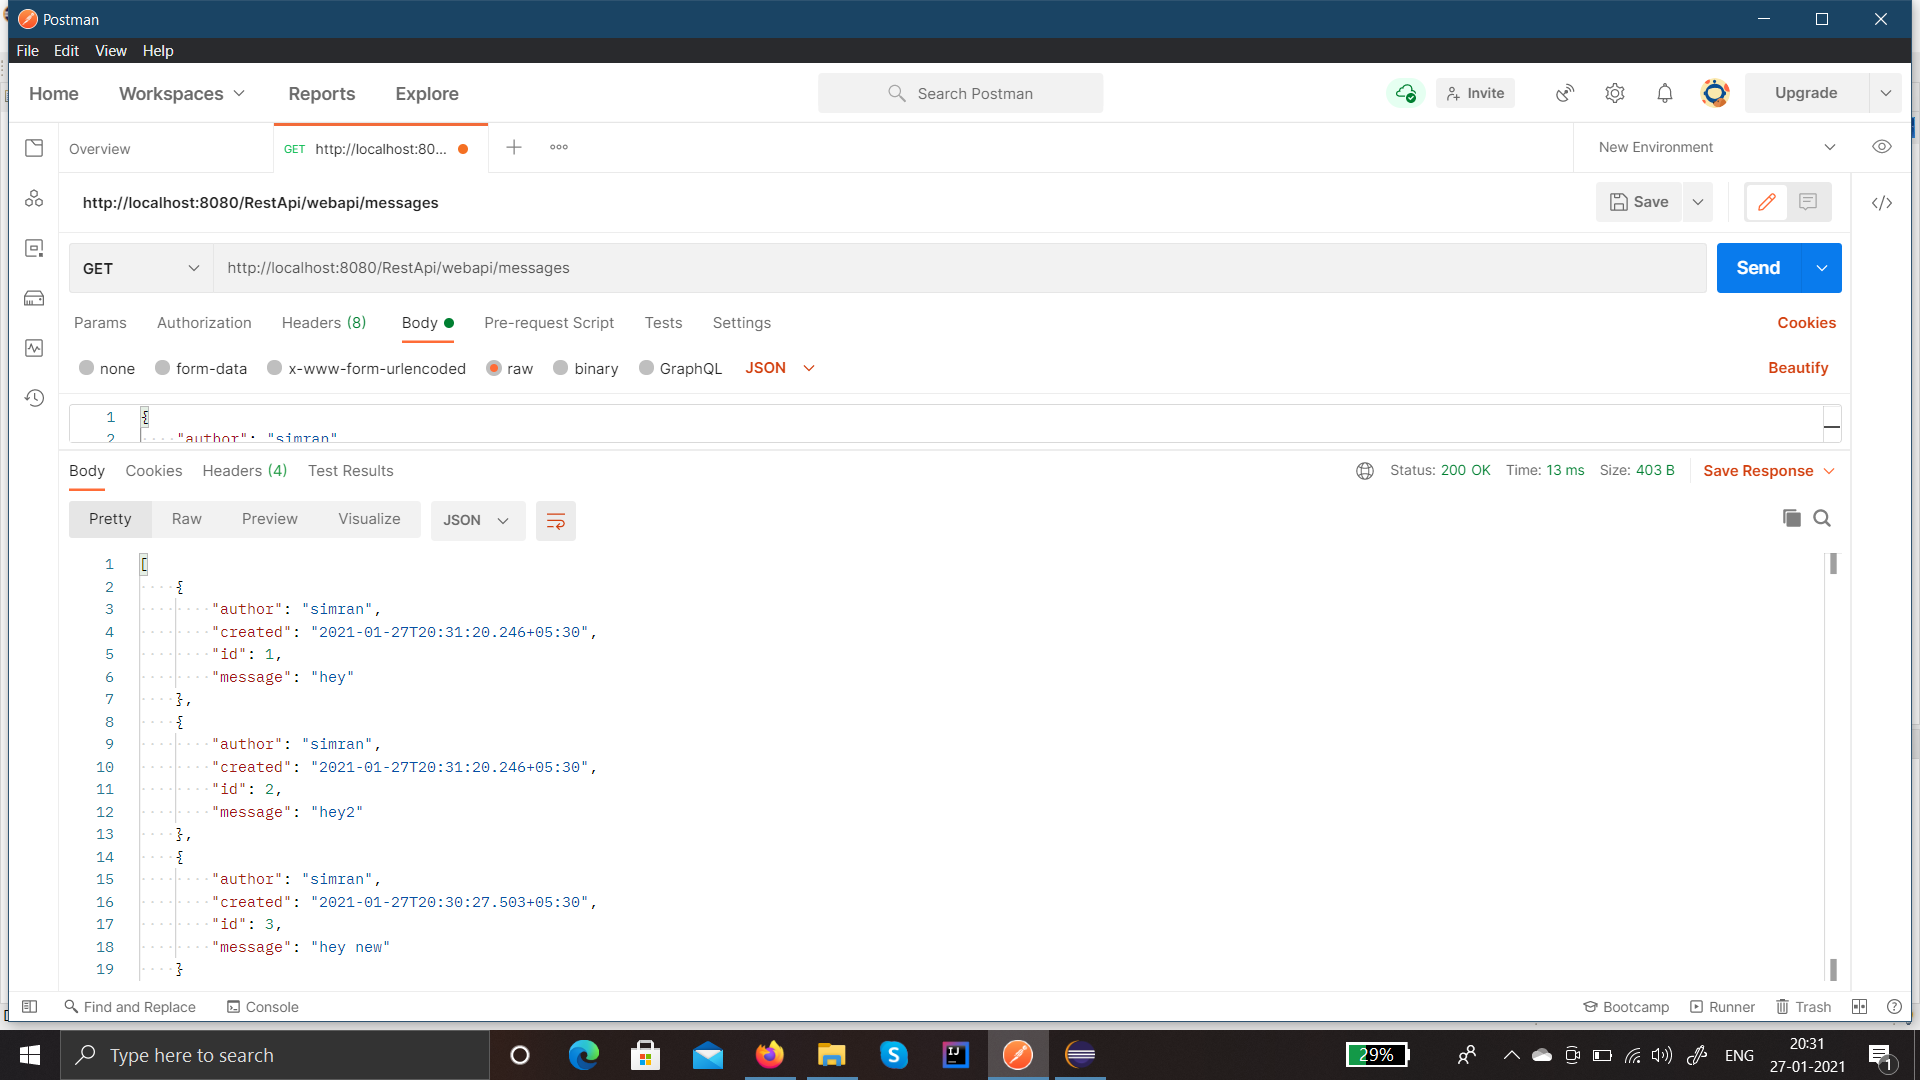 Postman
File Edit View Help
Home Workspaces Reports Explore Search Postman Invite Upgrade
Overview GET http://localhost:80... New Environment
http://localhost:8080/RestApi/webapi/messages Save
GET http://localhost:8080/RestApi/webapi/messages Send
Params Authorization Headers (8) Body Pre-request Script Tests Settings Cookies
none form-data x-www-form-urlencoded raw binary GraphQL JSON Beautify
1 {
2 "author": "simran"
Body Cookies Headers (4) Test Results Status: 200 OK Time: 13 ms Size: 403 B Save Response
Pretty Raw Preview Visualize JSON
1 [
2 {
3 "author": "simran",
4 "created": "2021-01-27T20:31:20.246+05:30",
5 "id": 1,
6 "message": "hey"
7 },
8 {
9 "author": "simran",
10 "created": "2021-01-27T20:31:20.246+05:30",
11 "id": 2,
12 "message": "hey2"
13 },
14 {
15 "author": "simran",
16 "created": "2021-01-27T20:30:27.503+05:30",
17 "id": 3,
18 "message": "hey new"
19 }
Find and Replace Console Bootcamp Runner Trash
Type here to search 29% ENG 20:31
27-01-2021 1